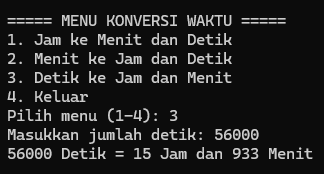 ===== MENU KONVERSI WAKTU =====
1. Jam ke Menit dan Detik
2. Menit ke Jam dan Detik
3. Detik ke Jam dan Menit
4. Keluar
Pilih menu (1-4): 3
Masukkan jumlah detik: 56000
56000 Detik = 15 Jam dan 933 Menit